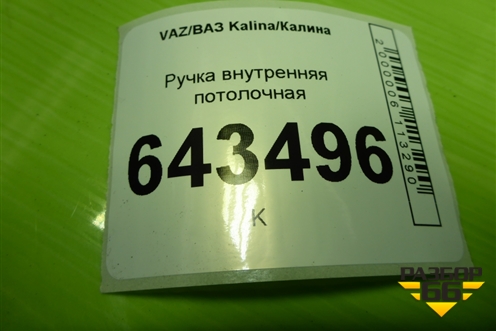 VAZ/ВАЗ Kalina/Калина
Ручка внутренняя
потолочная
643496
К
2000006113290
РАЗБОР
66